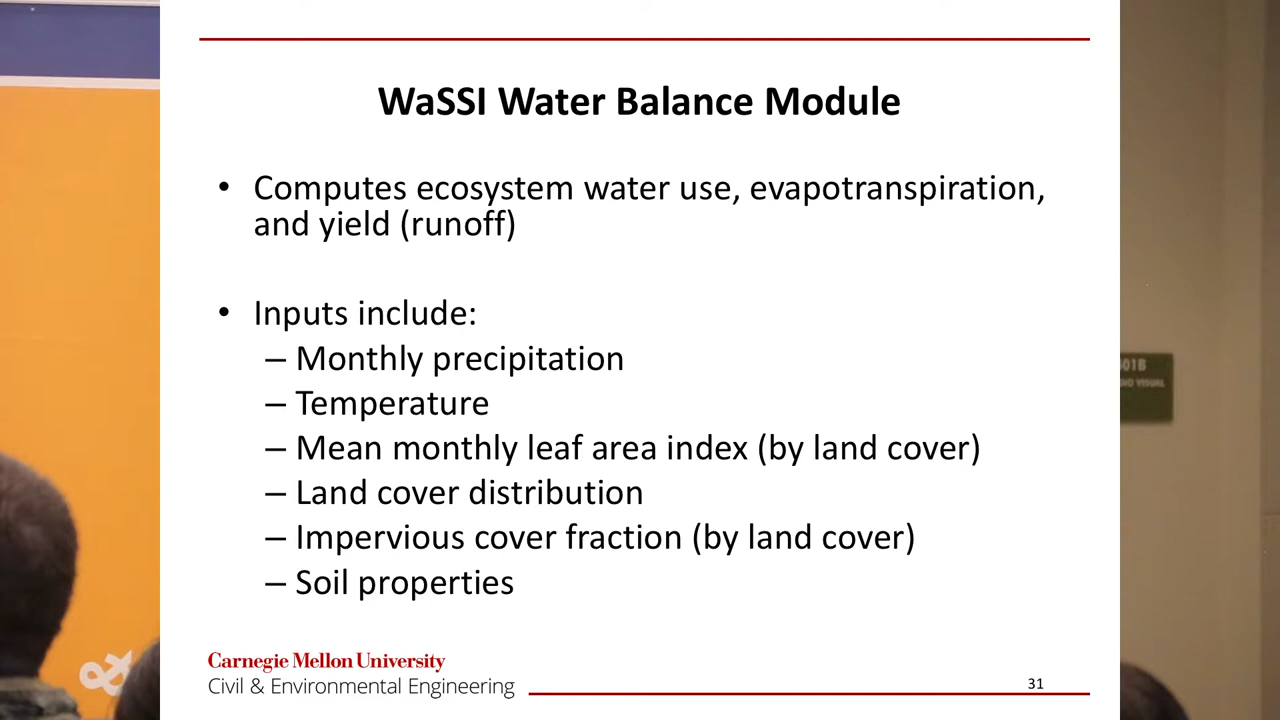 WaSSI Water Balance Module
• Computes ecosystem water use, evapotranspiration,
and yield (runoff)
• Inputs include:
– Monthly precipitation
– Temperature
– Mean monthly leaf area index (by land cover)
– Land cover distribution
– Impervious cover fraction (by land cover)
– Soil properties
Carnegie Mellon University
Civil & Environmental Engineering
31
&
01B
VISUAL